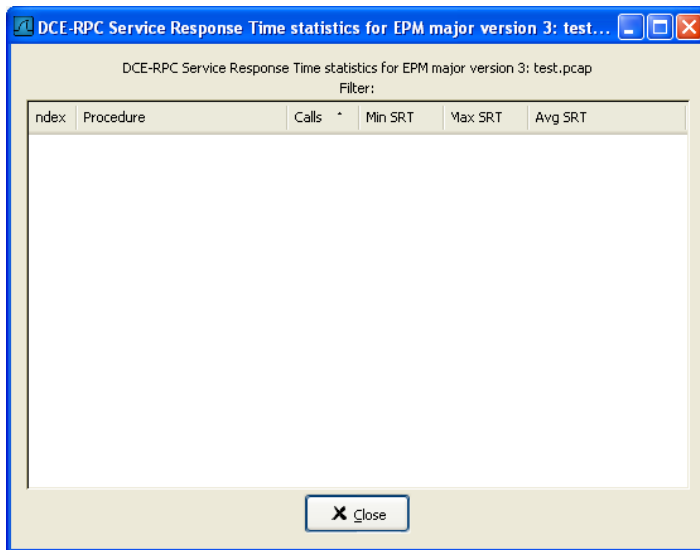 DCE-RPC Service Response Time statistics for EPM major version 3: test...
DCE-RPC Service Response Time statistics for EPM major version 3: test.pcap
Filter:
ndex Procedure Calls Min SRT Max SRT Avg SRT
Close